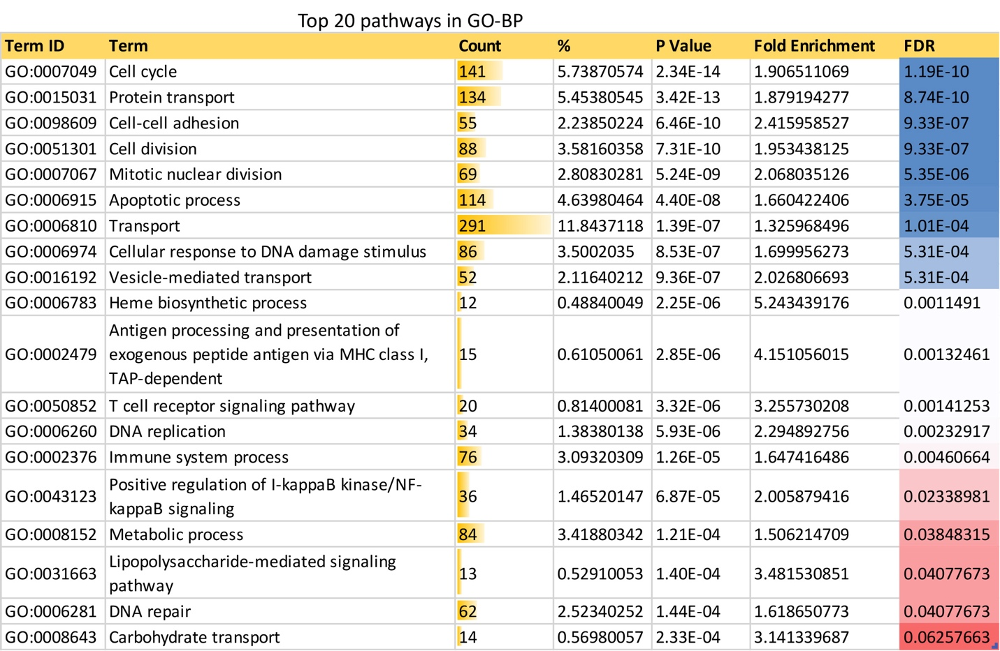 Top 20 pathways in GO-BP
Term ID Term Count % P Value Fold Enrichment FDR
GO:0007049 Cell cycle 141 5.73870574 2.34E-14 1.906511069 1.19E-10
GO:0015031 Protein transport 134 5.45380545 3.42E-13 1.879194277 8.74E-10
GO:0098609 Cell-cell adhesion 55 2.23850224 6.46E-10 2.415958527 9.33E-07
GO:0051301 Cell division 88 3.58160358 7.31E-10 1.953438125 9.33E-07
GO:0007067 Mitotic nuclear division 69 2.80830281 5.24E-09 2.068035126 5.35E-06
GO:0006915 Apoptotic process 114 4.63980464 4.40E-08 1.660422406 3.75E-05
GO:0006810 Transport 291 11.8437118 1.39E-07 1.325968496 1.01E-04
GO:0006974 Cellular response to DNA damage stimulus 86 3.5002035 8.53E-07 1.699956273 5.31E-04
GO:0016192 Vesicle-mediated transport 52 2.11640212 9.36E-07 2.026806693 5.31E-04
GO:0006783 Heme biosynthetic process 12 0.48840049 2.25E-06 5.243439176 0.0011491
Antigen processing and presentation of
GO:0002479 exogenous peptide antigen via MHC class I, 15 0.61050061 2.85E-06 4.151056015 0.00132461
TAP-dependent
GO:0050852 T cell receptor signaling pathway 20 0.81400081 3.32E-06 3.255730208 0.00141253
GO:0006260 DNA replication 34 1.38380138 5.93E-06 2.294892756 0.00232917
GO:0002376 Immune system process 76 3.09320309 1.26E-05 1.647416486 0.00460664
Positive regulation of I-kappaB kinase/NF-
GO:0043123 36 1.46520147 6.87E-05 2.005879416 0.02338981
kappaB signaling
GO:0008152 Metabolic process 84 3.41880342 1.21E-04 1.506214709 0.03848315
Lipopolysaccharide-mediated signaling
GO:0031663 13 0.52910053 1.40E-04 3.481530851 0.04077673
pathway
GO:0006281 DNA repair 62 2.52340252 1.44E-04 1.618650773 0.04077673
GO:0008643 Carbohydrate transport 14 0.56980057 2.33E-04 3.141339687 0.06257663